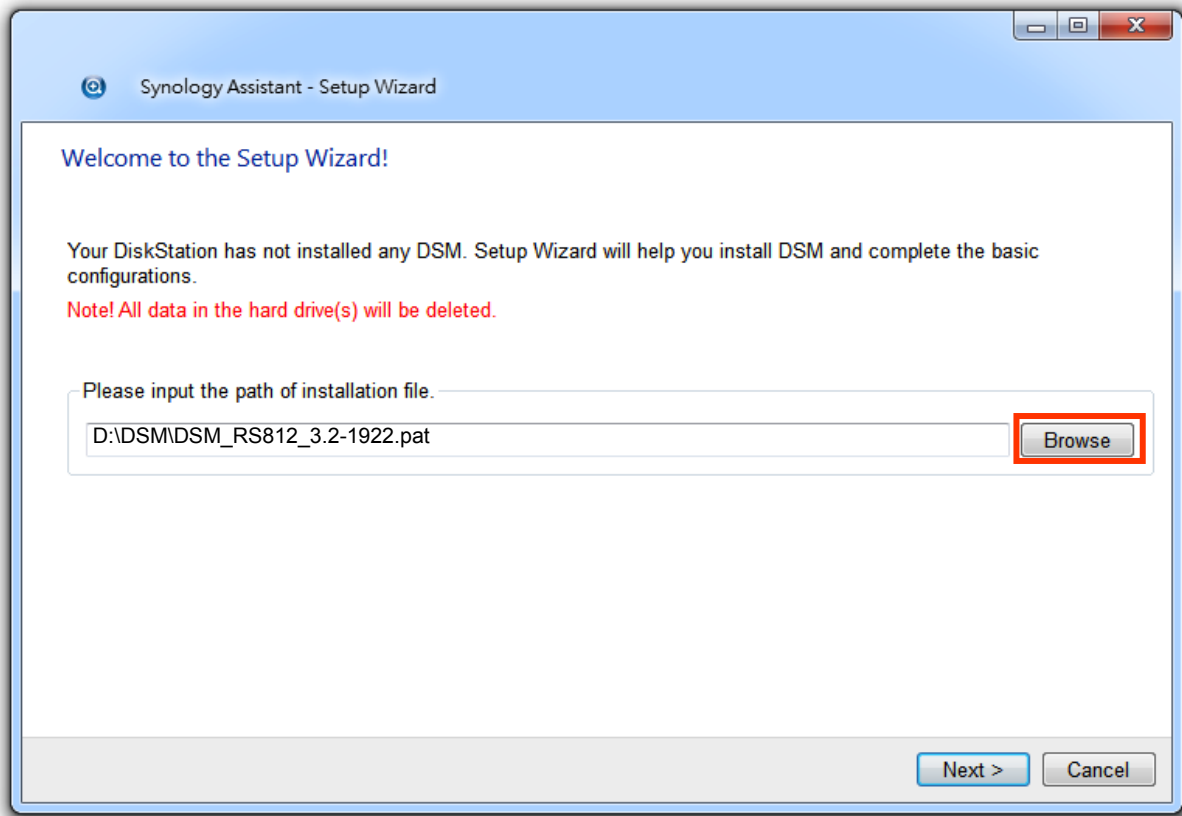 Synology Assistant - Setup Wizard
Welcome to the Setup Wizard!
Your DiskStation has not installed any DSM. Setup Wizard will help you install DSM and complete the basic
configurations.
Note! All data in the hard drive(s) will be deleted.
Please input the path of installation file.
D:\DSM\DSM_RS812_3.2-1922.pat
Browse
Next >
Cancel